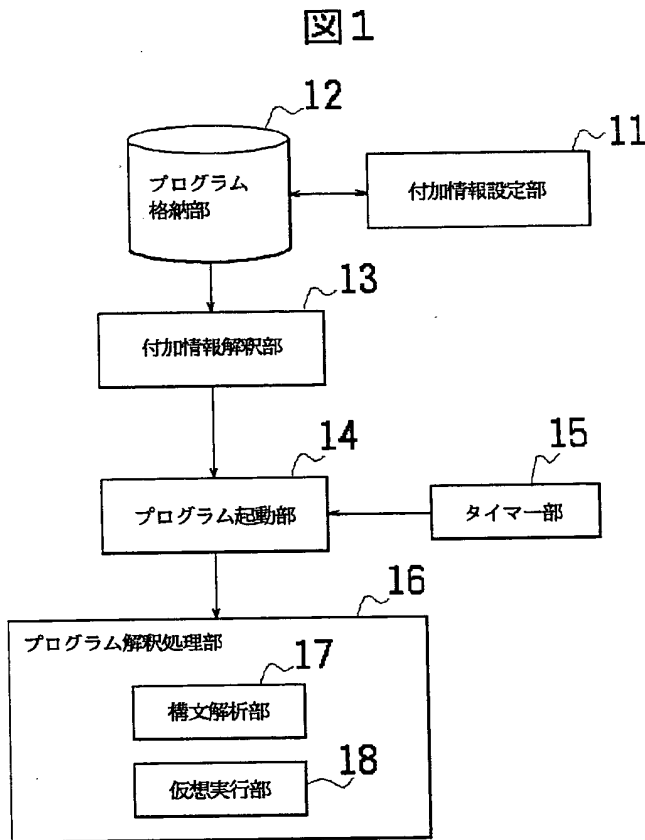 図1
12
プログラム
格納部
11
付加情報設定部
13
付加情報解釈部
14
プログラム起動部
15
タイマー部
16
プログラム解釈処理部
17
構文解析部
18
仮想実行部